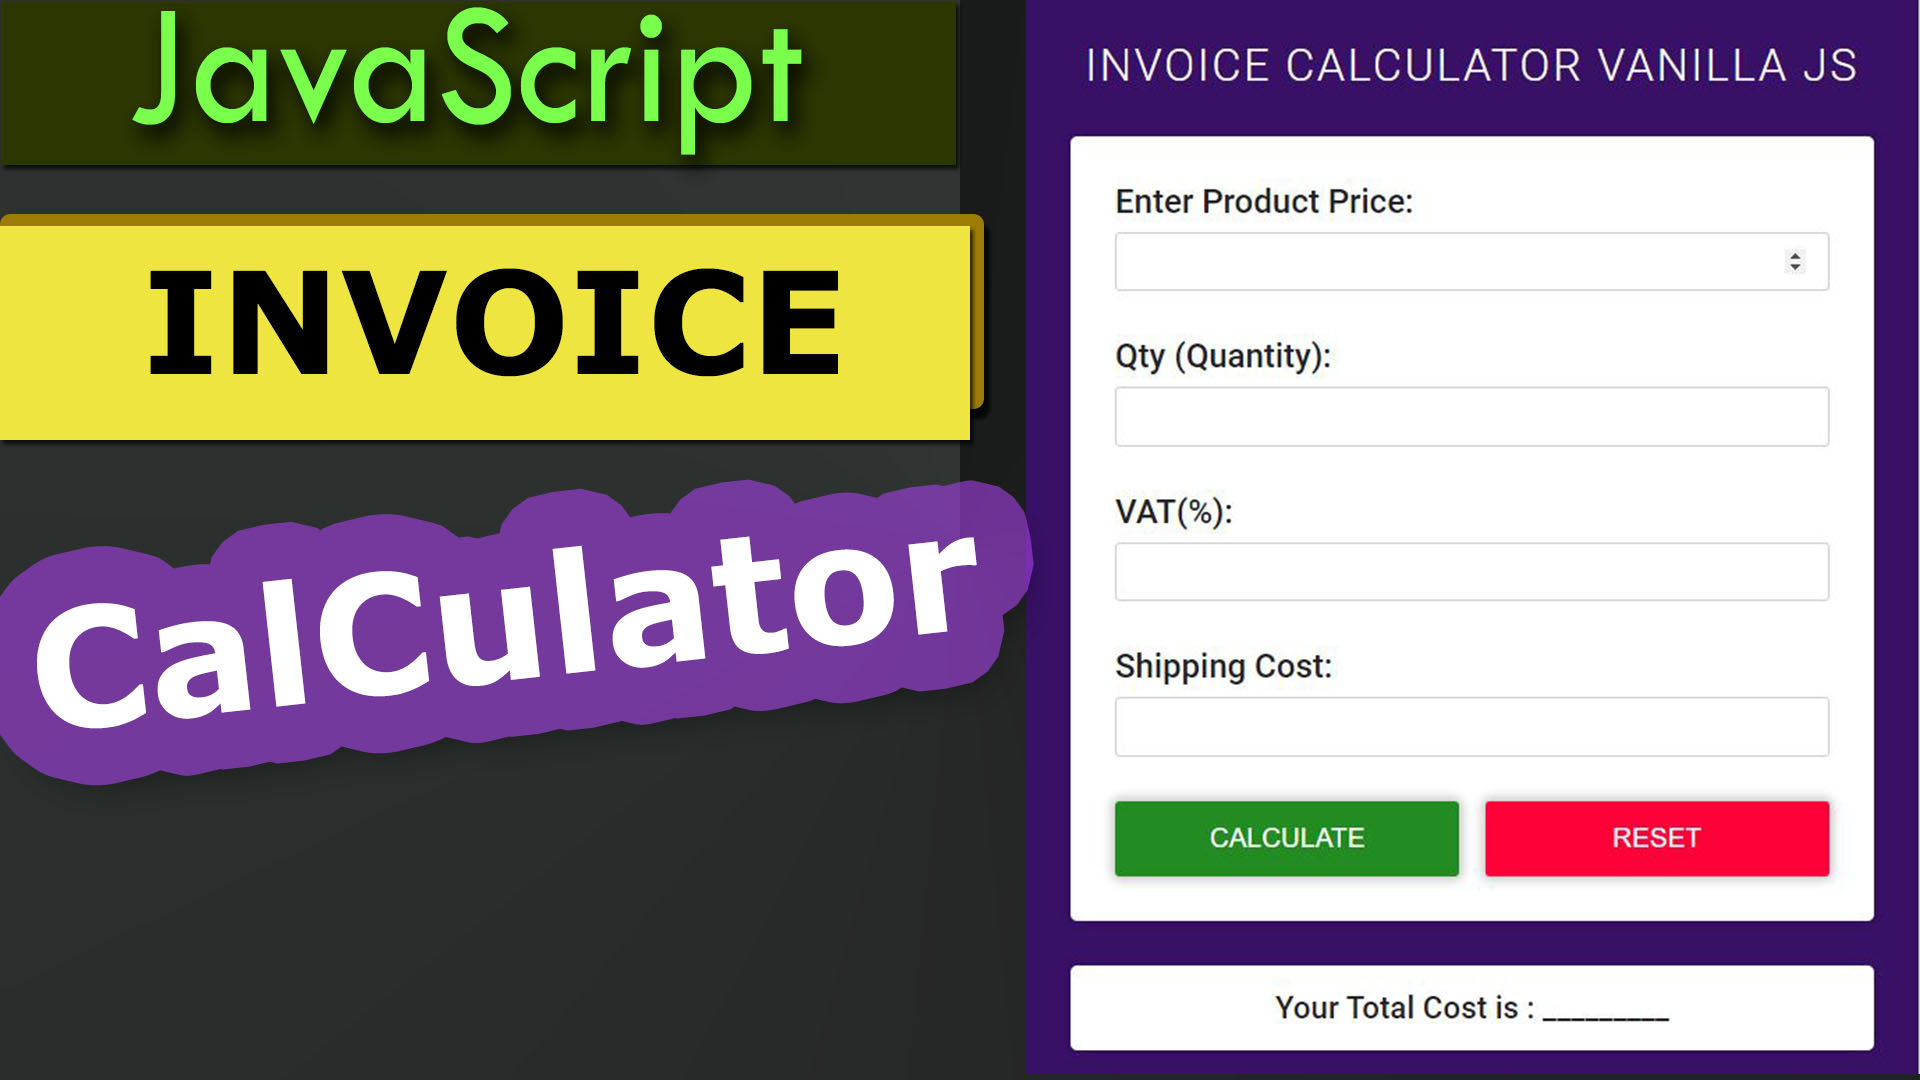 JavaScript
INVOICE
CalCulator
INVOICE CALCULATOR VANILLA JS
Enter Product Price:
Qty (Quantity):
VAT(%):
Shipping Cost:
CALCULATE RESET
Your Total Cost is : _________